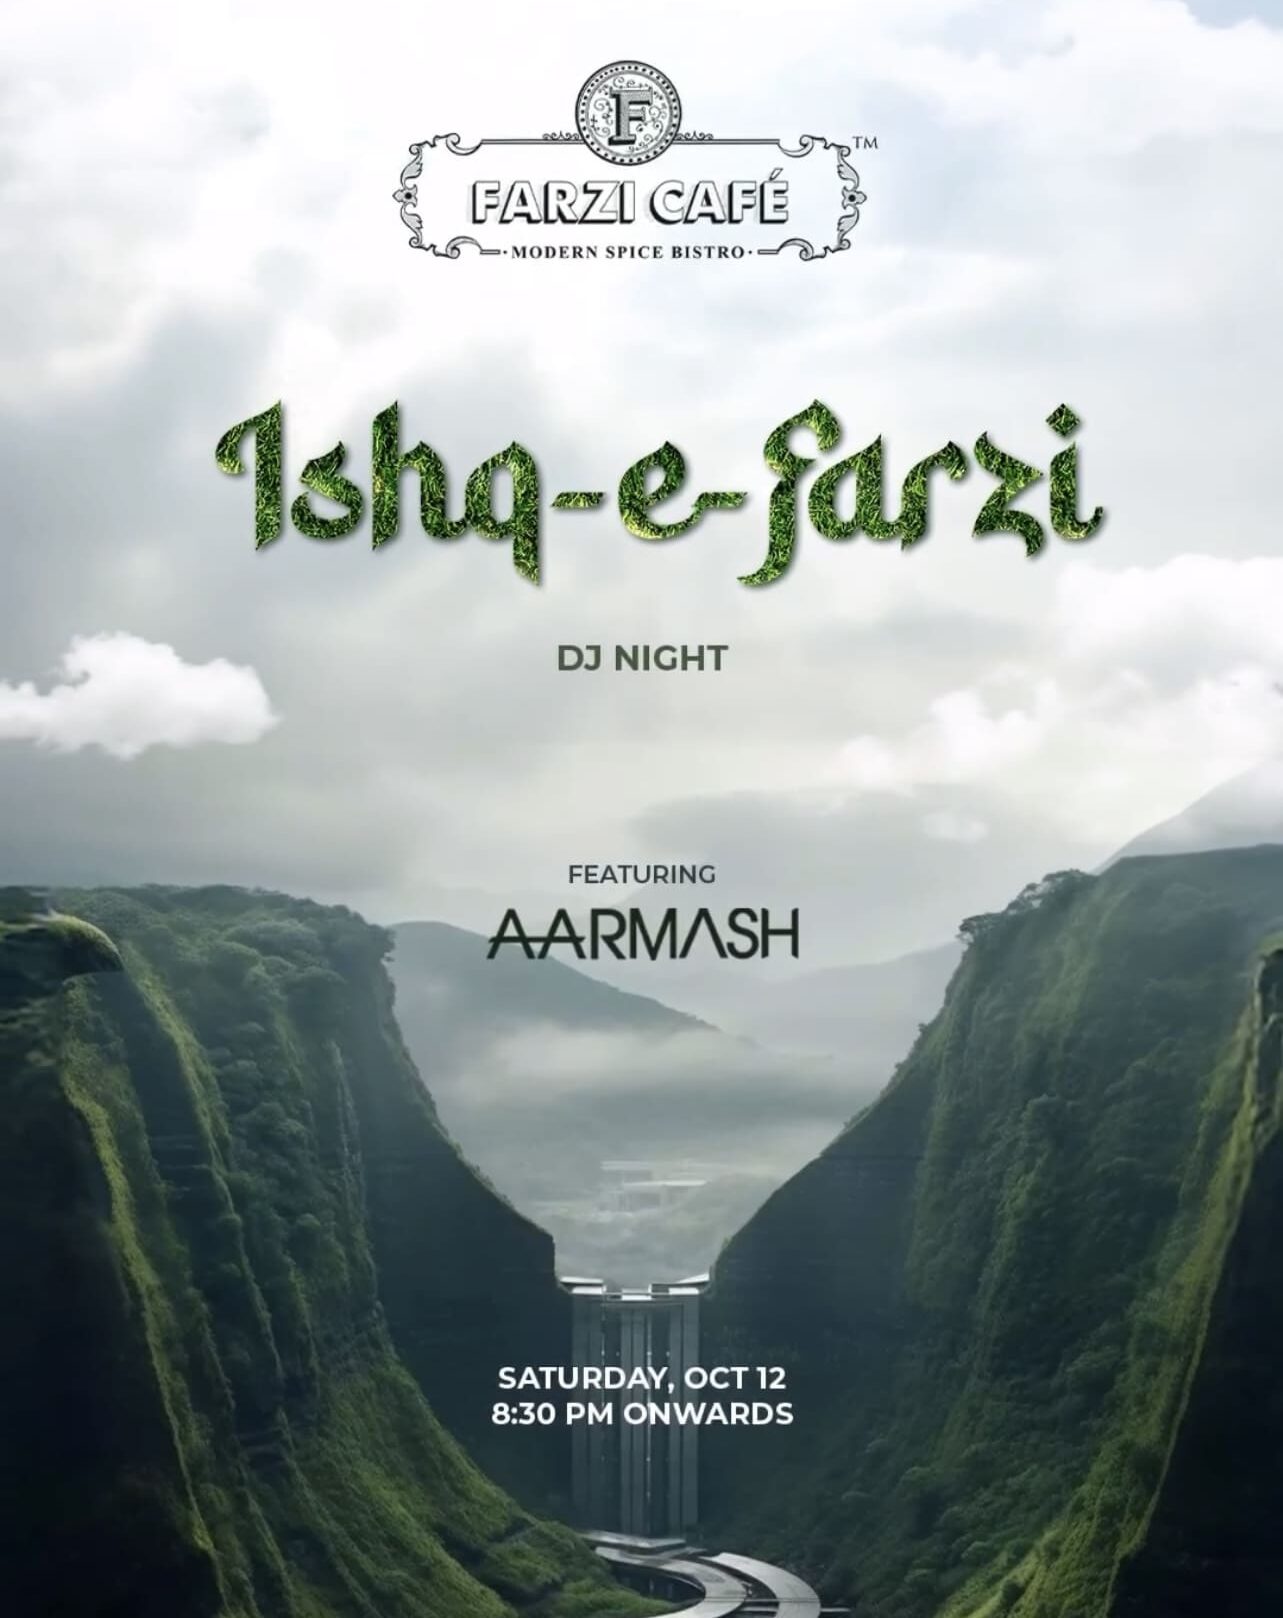 F
FARZI CAFÉ
TM
·MODERN SPICE BISTRO·
Ishq-e-farzi
DJ NIGHT
FEATURING
AARMASH
SATURDAY, OCT 12
8:30 PM ONWARDS